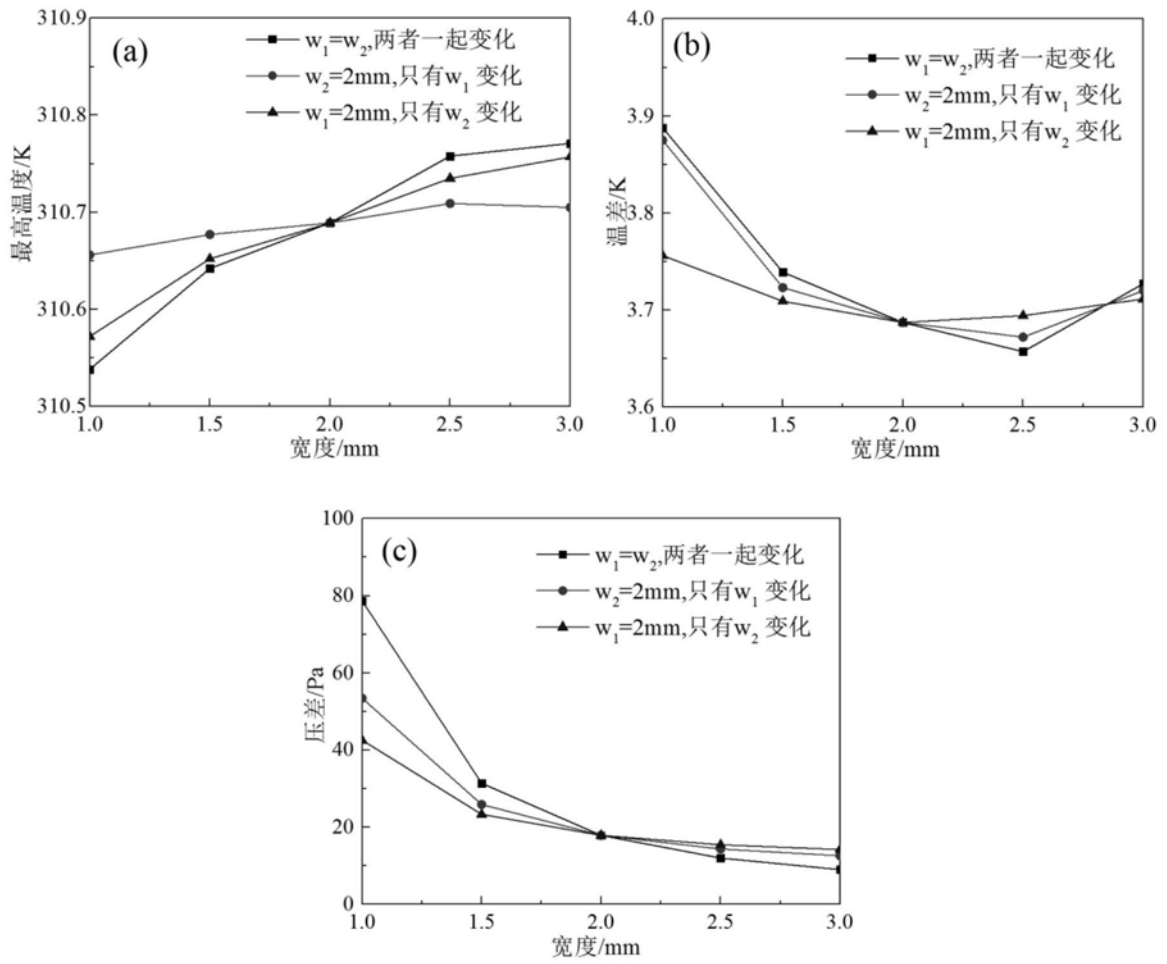 (a)
w₁=w₂,两者一起变化
w₂=2mm,只有w₁ 变化
w₁=2mm,只有w₂ 变化
最高温度/K
310.9
310.8
310.7
310.6
310.5
1.0 1.5 2.0 2.5 3.0
宽度/mm
(b)
w₁=w₂,两者一起变化
w₂=2mm,只有w₁ 变化
w₁=2mm,只有w₂ 变化
温差/K
4.0
3.9
3.8
3.7
3.6
1.0 1.5 2.0 2.5 3.0
宽度/mm
(c)
w₁=w₂,两者一起变化
w₂=2mm,只有w₁ 变化
w₁=2mm,只有w₂ 变化
压差/Pa
100
80
60
40
20
0
1.0 1.5 2.0 2.5 3.0
宽度/mm